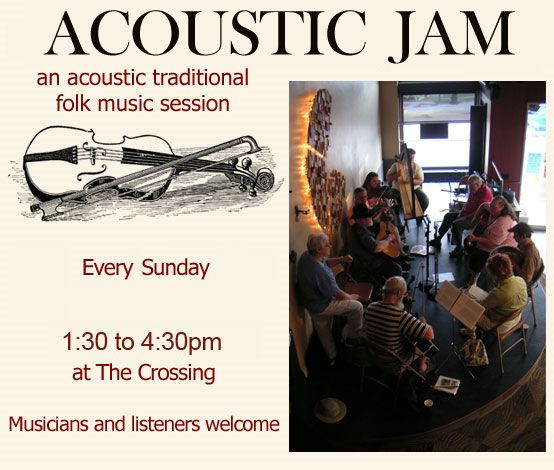 ACOUSTIC JAM
an acoustic traditional
folk music session
Every Sunday
1:30 to 4:30pm
at The Crossing
Musicians and listeners welcome